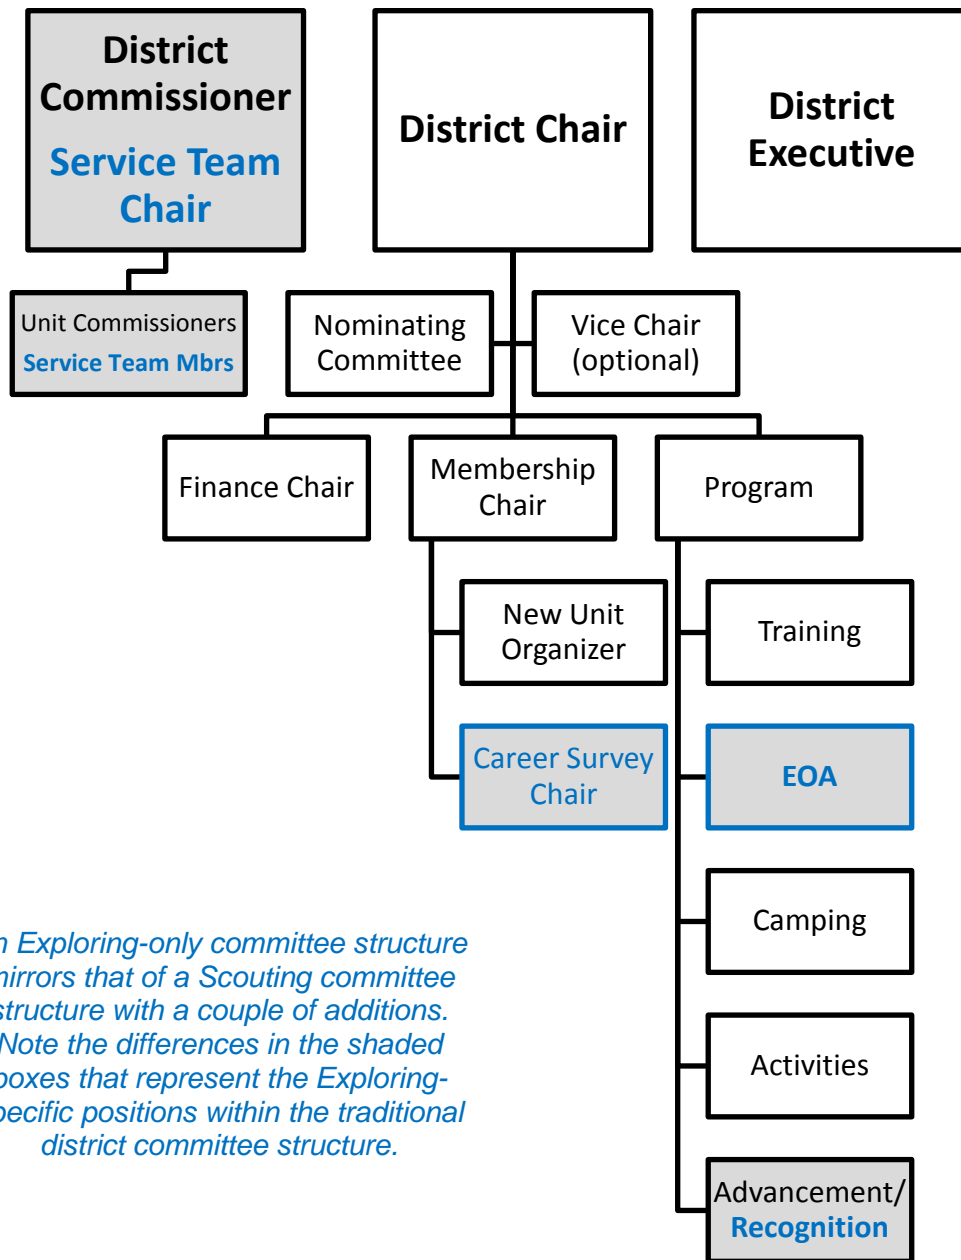 District
Commissioner
Service Team
Chair
District Chair
District
Executive
Unit Commissioners
Service Team Mbrs
Nominating
Committee
Vice Chair
(optional)
Finance Chair
Membership
Chair
Program
New Unit
Organizer
Training
Career Survey
Chair
EOA
Camping
Exploring-only committee structure
that of a Scouting committee
structure with a couple of additions.
Note the differences in the shaded
boxes that represent the Exploring-
specific positions within the traditional
district committee structure.
Activities
Advancement/
Recognition